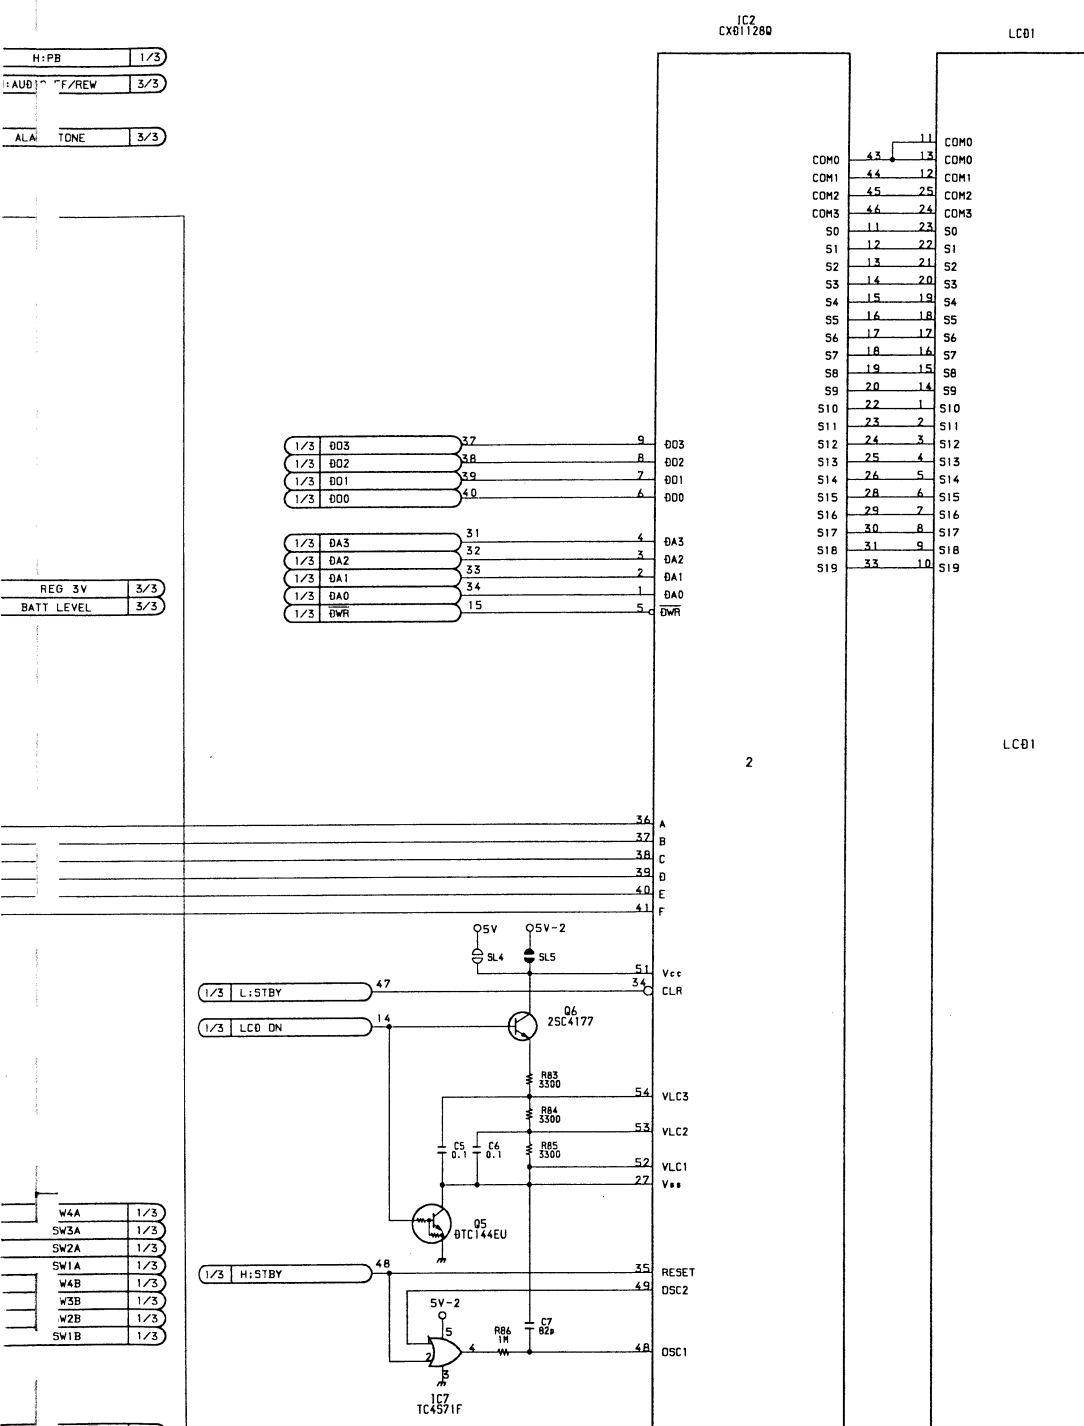 IC2
CXD1128Q
LCD1
H:PB 1/3
F/REW 3/3
TONE 3/3
11 COM0
COM0 43 13 COM0
COM1 44 12 COM1
COM2 45 25 COM2
COM3 46 24 COM3
S0 11 23 S0
S1 12 22 S1
S2 13 21 S2
S3 14 20 S3
S4 15 19 S4
S5 16 18 S5
S6 17 17 S6
S7 18 16 S7
S8 19 15 S8
S9 20 14 S9
S10 22 1 S10
S11 23 2 S11
S12 24 3 S12
S13 25 4 S13
S14 26 5 S14
S15 28 6 S15
S16 29 7 S16
S17 30 8 S17
S18 31 9 S18
S19 33 10 S19
1/3 DO3 37 9 DO3
1/3 DO2 38 8 DO2
1/3 DO1 39 7 DO1
1/3 DO0 40 6 DO0
1/3 DA3 31 4 DA3
1/3 DA2 32 3 DA2
1/3 DA1 33 2 DA1
1/3 DA0 34 1 DA0
1/3 DWR 15 5 DWR
REG 3V 3/3
BATT LEVEL 3/3
LCD1
2
36 A
37 B
38 C
39 D
40 E
41 F
5V 5V-2
SL4 SL5
51 Vcc
1/3 L:STBY 47 34 CLR
1/3 LCD ON 14
Q6
2SC4177
R83
3300
54 VLC3
R84
3300
53 VLC2
C5
0.1
C6
0.1
R85
3300
52 VLC1
27 Vss
Q5
DTC144EU
W4A 1/3
SW3A 1/3
SW2A 1/3
SW1A 1/3
W4B 1/3
W3B 1/3
W2B 1/3
SW1B 1/3
1/3 H:STBY 48 35 RESET
49 OSC2
5V-2
5
2
4
3
R86
1M
C7
82p
48 OSC1
IC7
TC4S71F